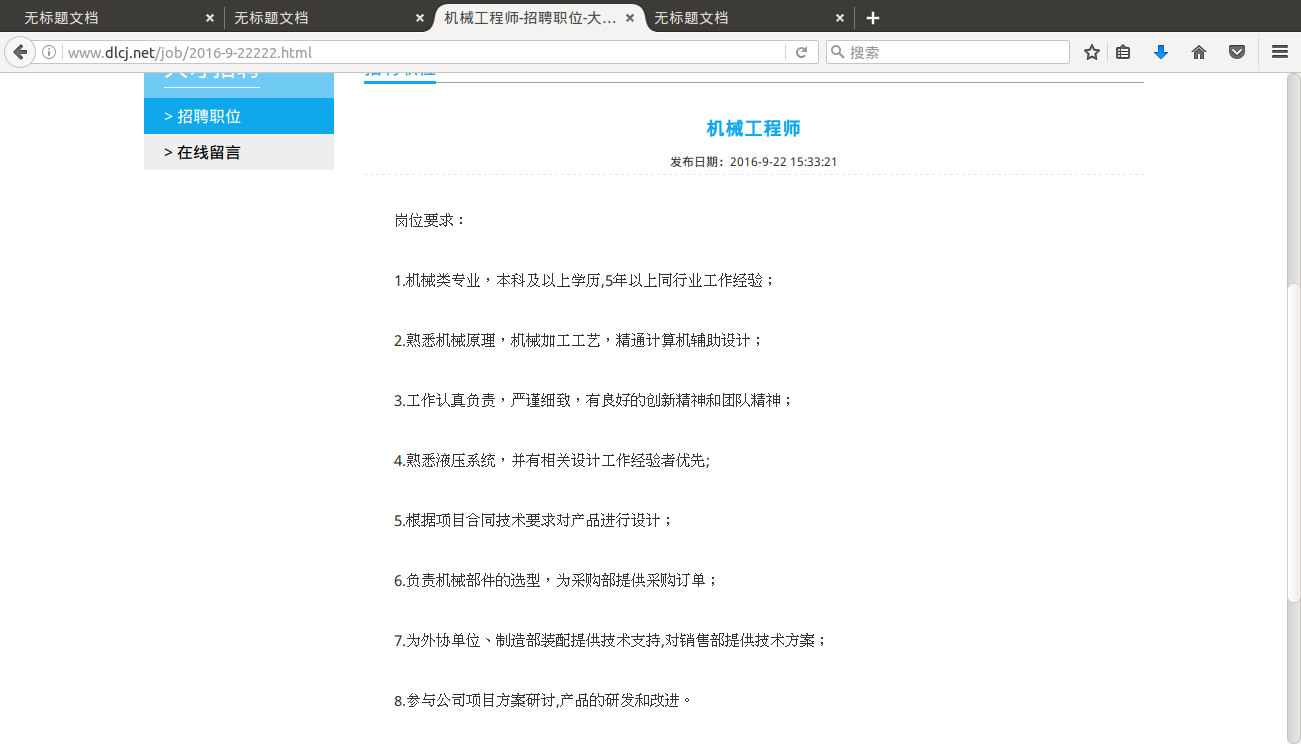 无标题文档
无标题文档
机械工程师-招聘职位-大...
无标题文档
www.dlcj.net/job/2016-9-22222.html
搜索
人才招聘
招聘职位
> 招聘职位
> 在线留言
机械工程师
发布日期：2016-9-22 15:33:21
岗位要求：
1.机械类专业，本科及以上学历,5年以上同行业工作经验；
2.熟悉机械原理，机械加工工艺，精通计算机辅助设计；
3.工作认真负责，严谨细致，有良好的创新精神和团队精神；
4.熟悉液压系统，并有相关设计工作经验者优先;
5.根据项目合同技术要求对产品进行设计；
6.负责机械部件的选型，为采购部提供采购订单；
7.为外协单位、制造部装配提供技术支持,对销售部提供技术方案；
8.参与公司项目方案研讨,产品的研发和改进。